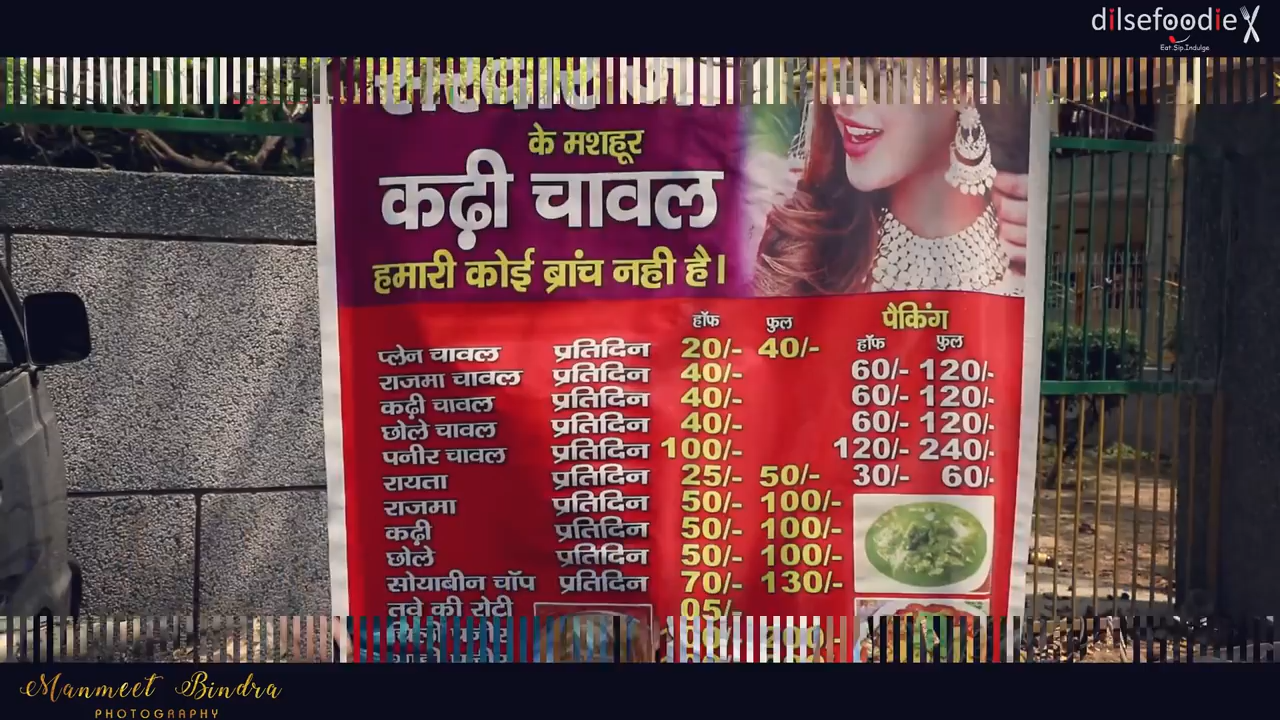 dilsefoodie
Eat.Sip.Indulge
के मशहूर
कढ़ी चावल
हमारी कोई ब्रांच नही है।
हॉफ फुल पैकिंग
हॉफ फुल
प्लेन चावल प्रतिदिन 20/- 40/-
राजमा चावल प्रतिदिन 40/- 60/- 120/-
कढ़ी चावल प्रतिदिन 40/- 60/- 120/-
छोले चावल प्रतिदिन 40/- 60/- 120/-
पनीर चावल प्रतिदिन 100/- 120/- 240/-
रायता प्रतिदिन 25/- 50/- 30/- 60/-
राजमा प्रतिदिन 50/- 100/-
कढ़ी प्रतिदिन 50/- 100/-
छोले प्रतिदिन 50/- 100/-
सोयाबीन चॉप प्रतिदिन 70/- 130/-
तवे की रोटी 05/-
Manmeet Bindra
PHOTOGRAPHY